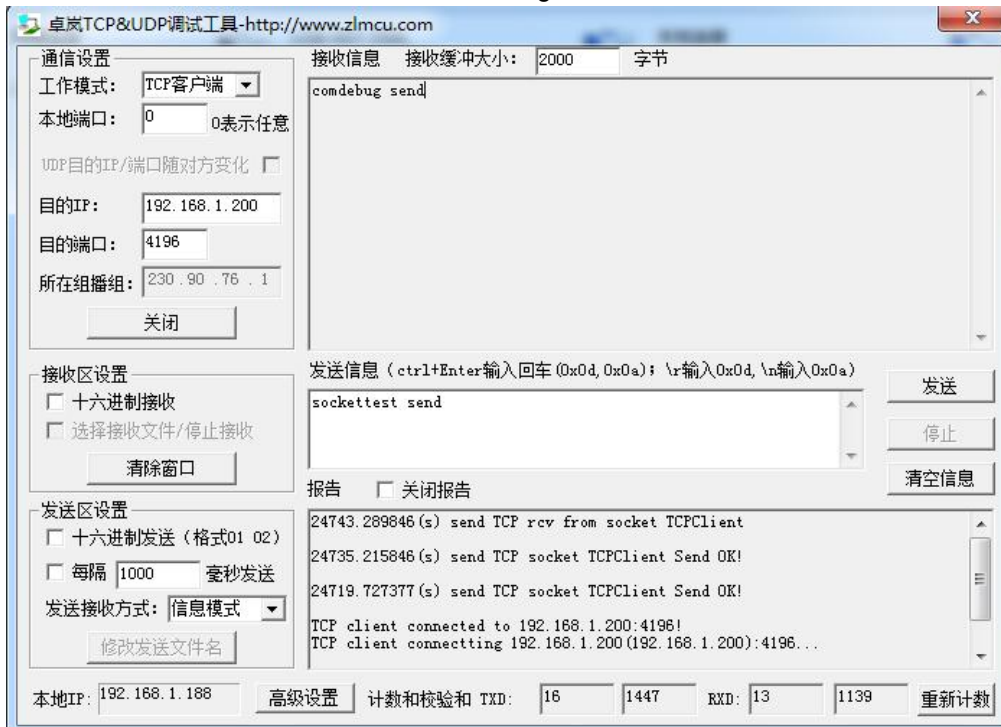 卓岚TCP&UDP调试工具-http://www.zlmcu.com
通信设置
工作模式： TCP客户端
本地端口： 0 0表示任意
UDP目的IP/端口随对方变化
目的IP： 192.168.1.200
目的端口： 4196
所在组播组： 230 . 90 . 76 . 1
关闭
接收区设置
十六进制接收
选择接收文件/停止接收
清除窗口
发送区设置
十六进制发送（格式01 02）
每隔 1000 毫秒发送
发送接收方式： 信息模式
修改发送文件名
接收信息 接收缓冲大小： 2000 字节
comdebug send
发送信息（ctrl+Enter输入回车(0x0d,0x0a)；\r输入0x0d,\n输入0x0a）
sockettest send
发送
停止
清空信息
报告 关闭报告
24743.289846(s) send TCP rcv from socket TCPClient
24735.215846(s) send TCP socket TCPClient Send OK!
24719.727377(s) send TCP socket TCPClient Send OK!
TCP client connected to 192.168.1.200:4196!
TCP client connectting 192.168.1.200(192.168.1.200):4196...
本地IP: 192.168.1.188 高级设置 计数和校验和 TXD: 16 1447 RXD: 13 1139 重新计数